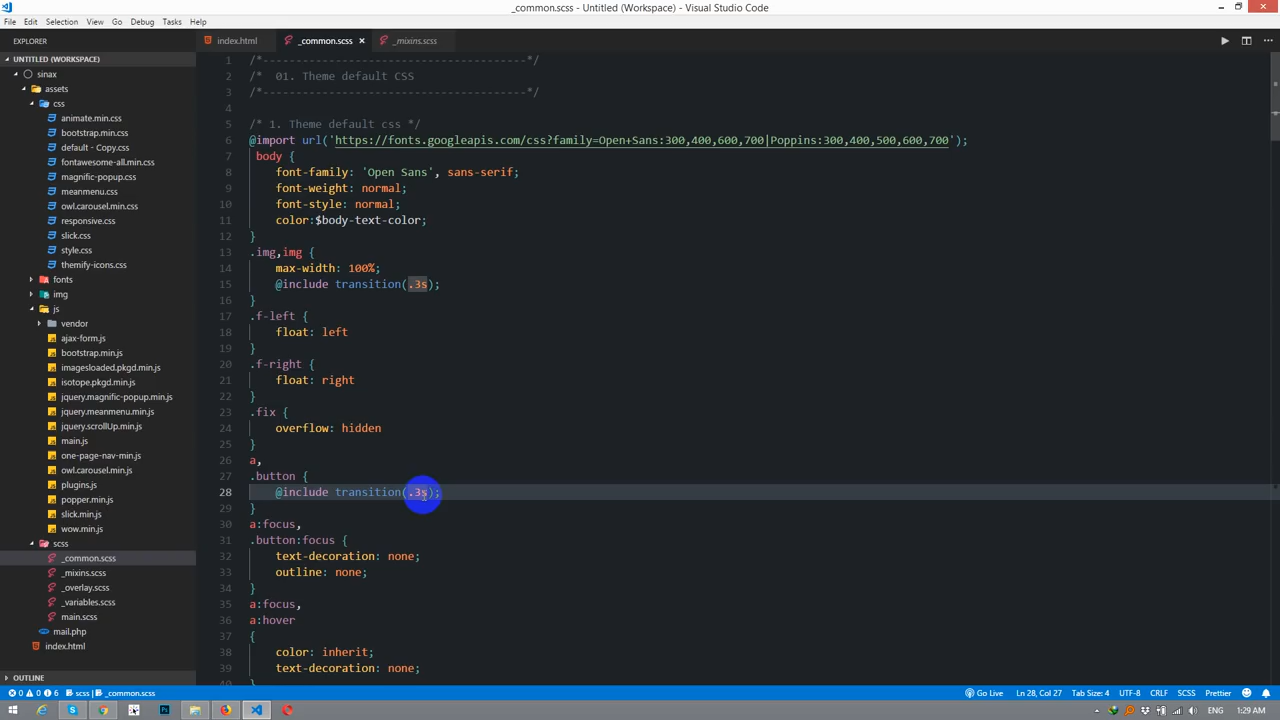 _common.scss - Untitled (Workspace) - Visual Studio Code
File Edit Selection View Go Debug Tasks Help
EXPLORER
index.html
_common.scss
_mixins.scss
UNTITLED (WORKSPACE)
sinax
assets
css
animate.min.css
bootstrap.min.css
default - Copy.css
fontawesome-all.min.css
magnific-popup.css
meanmenu.css
owl.carousel.min.css
responsive.css
slick.css
style.css
themify-icons.css
fonts
img
js
vendor
ajax-form.js
bootstrap.min.js
imagesloaded.pkgd.min.js
isotope.pkgd.min.js
jquery.magnific-popup.min.js
jquery.meanmenu.min.js
jquery.scrollUp.min.js
main.js
one-page-nav-min.js
owl.carousel.min.js
plugins.js
popper.min.js
slick.min.js
wow.min.js
scss
_common.scss
_mixins.scss
_overlay.scss
_variables.scss
main.scss
mail.php
index.html
OUTLINE
1 /*----------------------------------------*/
2 /*  01. Theme default CSS
3 /*----------------------------------------*/
4
5 /* 1. Theme default css */
6 @import url('https://fonts.googleapis.com/css?family=Open+Sans:300,400,600,700|Poppins:300,400,500,600,700');
7 body {
8 font-family: 'Open Sans', sans-serif;
9 font-weight: normal;
10 font-style: normal;
11 color:$body-text-color;
12 }
13 .img,img {
14 max-width: 100%;
15 @include transition(.3s);
16 }
17 .f-left {
18 float: left
19 }
20 .f-right {
21 float: right
22 }
23 .fix {
24 overflow: hidden
25 }
26 a,
27 .button {
28 @include transition(.3s);
29 }
30 a:focus,
31 .button:focus {
32 text-decoration: none;
33 outline: none;
34 }
35 a:focus,
36 a:hover
37 {
38 color: inherit;
39 text-decoration: none;
40 }
0 0 6 scss _common.scss
Go Live Ln 28, Col 27 Tab Size: 4 UTF-8 CRLF SCSS Prettier
ENG 1:29 AM